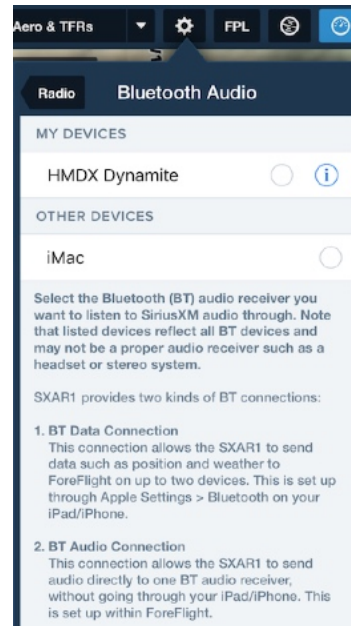 Aero & TFRs FPL
Radio Bluetooth Audio
MY DEVICES
HMDX Dynamite
OTHER DEVICES
iMac
Select the Bluetooth (BT) audio receiver you
want to listen to SiriusXM audio through. Note
that listed devices reflect all BT devices and
may not be a proper audio receiver such as a
headset or stereo system.
SXAR1 provides two kinds of BT connections:
1. BT Data Connection
This connection allows the SXAR1 to send
data such as position and weather to
ForeFlight on up to two devices. This is set up
through Apple Settings > Bluetooth on your
iPad/iPhone.
2. BT Audio Connection
This connection allows the SXAR1 to send
audio directly to one BT audio receiver,
without going through your iPad/iPhone. This
is set up within ForeFlight.